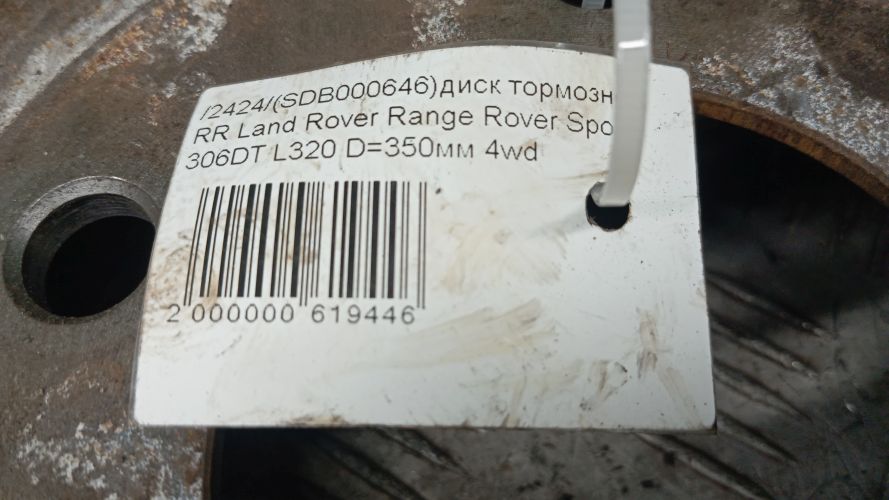 /2424/(SDB000646)диск тормозн
RR Land Rover Range Rover Spo
306DT L320 D=350мм 4wd
2 000000 619446